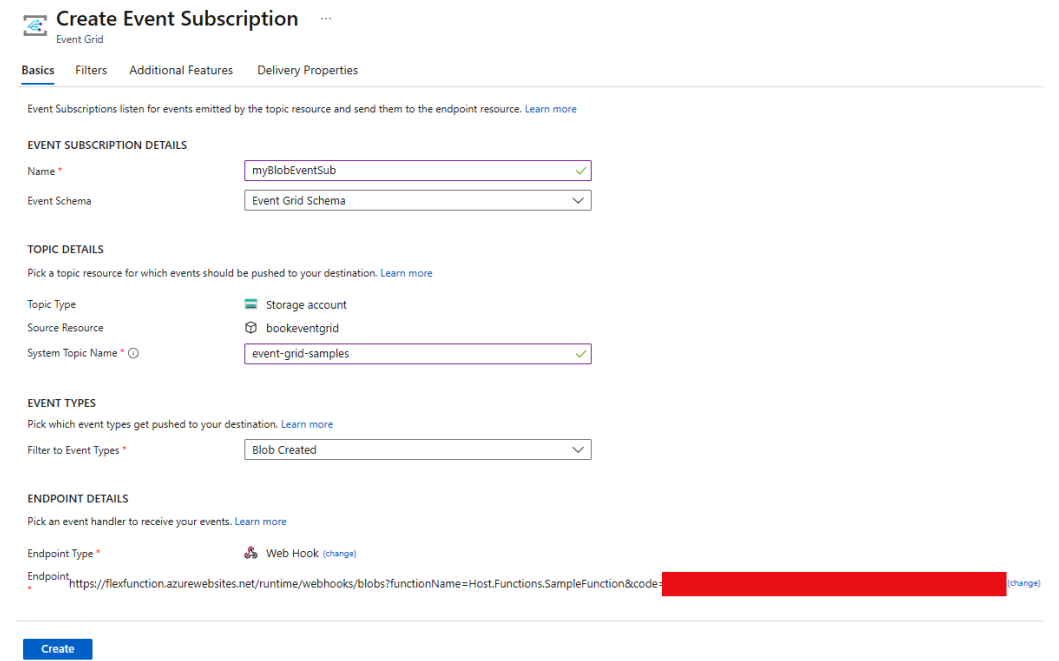 Create Event Subscription ...
Event Grid
Basics Filters Additional Features Delivery Properties
Event Subscriptions listen for events emitted by the topic resource and send them to the endpoint resource. Learn more
EVENT SUBSCRIPTION DETAILS
Name * myBlobEventSub
Event Schema Event Grid Schema
TOPIC DETAILS
Pick a topic resource for which events should be pushed to your destination. Learn more
Topic Type Storage account
Source Resource bookeventgrid
System Topic Name * event-grid-samples
EVENT TYPES
Pick which event types get pushed to your destination. Learn more
Filter to Event Types * Blob Created
ENDPOINT DETAILS
Pick an event handler to receive your events. Learn more
Endpoint Type * Web Hook (change)
Endpoint * https://flexfunction.azurewebsites.net/runtime/webhooks/blobs?functionName=Host.Functions.SampleFunction&code= (change)
Create